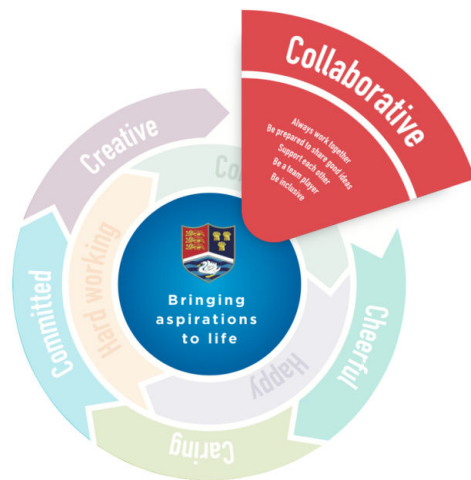 Collaborative
Always work together
Be prepared to share good ideas
Support each other
Be a team player
Be inclusive
Creative
Hard working
Committed
Bringing
aspirations
to life
Cheerful
Happy
Caring